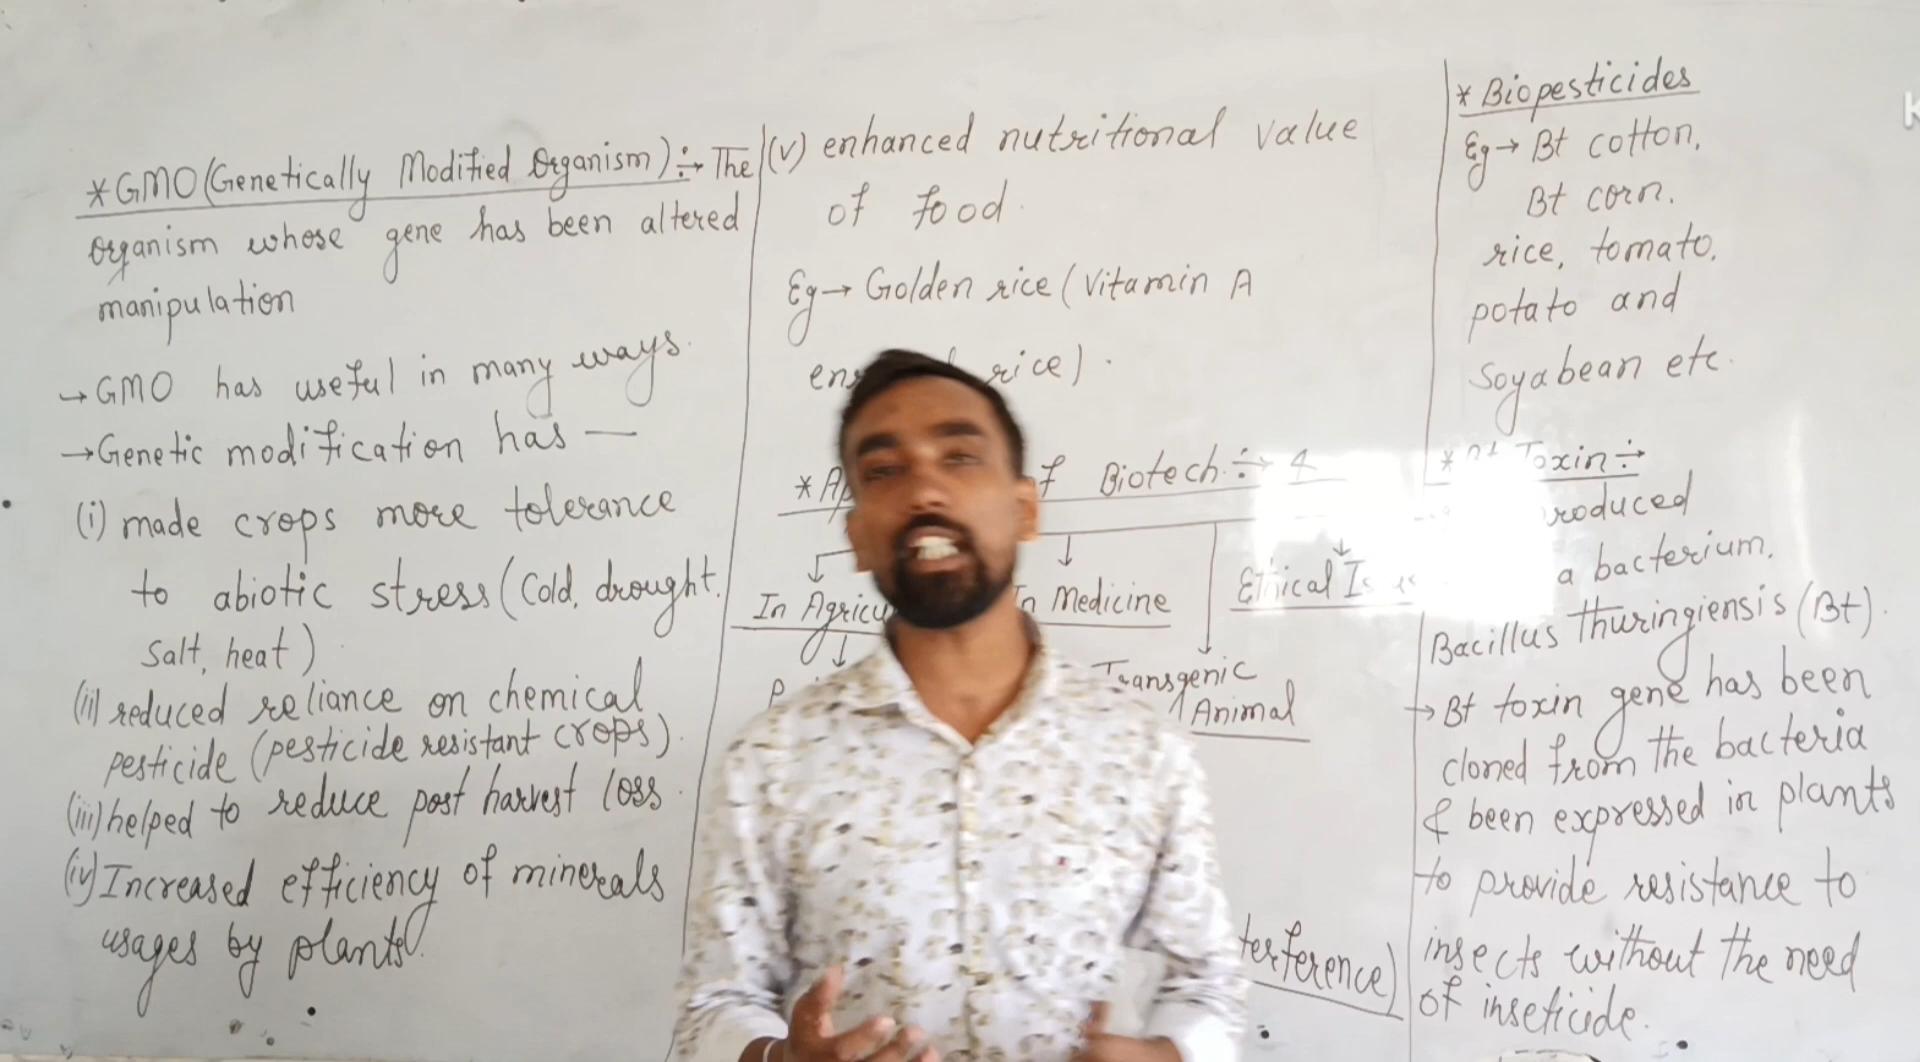 * GMO (Genetically Modified Organism) ÷→ The
organism whose gene has been altered
manipulation
→ GMO has useful in many ways.
→ Genetic modification has —
(i) made crops more tolerance
to abiotic stress (Cold, drought,
Salt, heat)
(ii) reduced reliance on chemical
pesticide (pesticide resistant crops).
(iii) helped to reduce post harvest loss.
(iv) Increased efficiency of minerals
usages by plants.
(v) enhanced nutritional value
of food.
Eg → Golden rice (Vitamin A
rice).
* Biotech. ÷→ 4
In
In Medicine
Ethical
Transgenic
Animal
* Biopesticides
Eg → Bt cotton,
Bt corn,
rice, tomato,
potato and
Soyabean etc.
* Toxin ÷→
a bacterium,
Bacillus thuringiensis (Bt).
→ Bt toxin gene has been
cloned from the bacteria
& been expressed in plants
to provide resistance to
insects without the need
of inseticide.